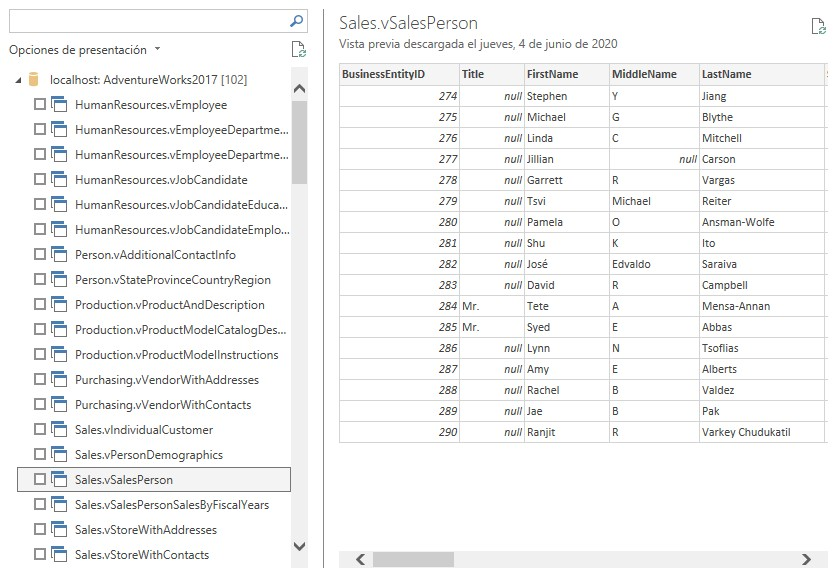 Opciones de presentación
localhost: AdventureWorks2017 [102]
HumanResources.vEmployee
HumanResources.vEmployeeDepartme...
HumanResources.vEmployeeDepartme...
HumanResources.vJobCandidate
HumanResources.vJobCandidateEduca...
HumanResources.vJobCandidateEmplo...
Person.vAdditionalContactInfo
Person.vStateProvinceCountryRegion
Production.vProductAndDescription
Production.vProductModelCatalogDes...
Production.vProductModelInstructions
Purchasing.vVendorWithAddresses
Purchasing.vVendorWithContacts
Sales.vIndividualCustomer
Sales.vPersonDemographics
Sales.vSalesPerson
Sales.vSalesPersonSalesByFiscalYears
Sales.vStoreWithAddresses
Sales.vStoreWithContacts
Sales.vSalesPerson
Vista previa descargada el jueves, 4 de junio de 2020
BusinessEntityID Title FirstName MiddleName LastName
274 null Stephen Y Jiang
275 null Michael G Blythe
276 null Linda C Mitchell
277 null Jillian null Carson
278 null Garrett R Vargas
279 null Tsvi Michael Reiter
280 null Pamela O Ansman-Wolfe
281 null Shu K Ito
282 null José Edvaldo Saraiva
283 null David R Campbell
284 Mr. Tete A Mensa-Annan
285 Mr. Syed E Abbas
286 null Lynn N Tsoflias
287 null Amy E Alberts
288 null Rachel B Valdez
289 null Jae B Pak
290 null Ranjit R Varkey Chudukatil